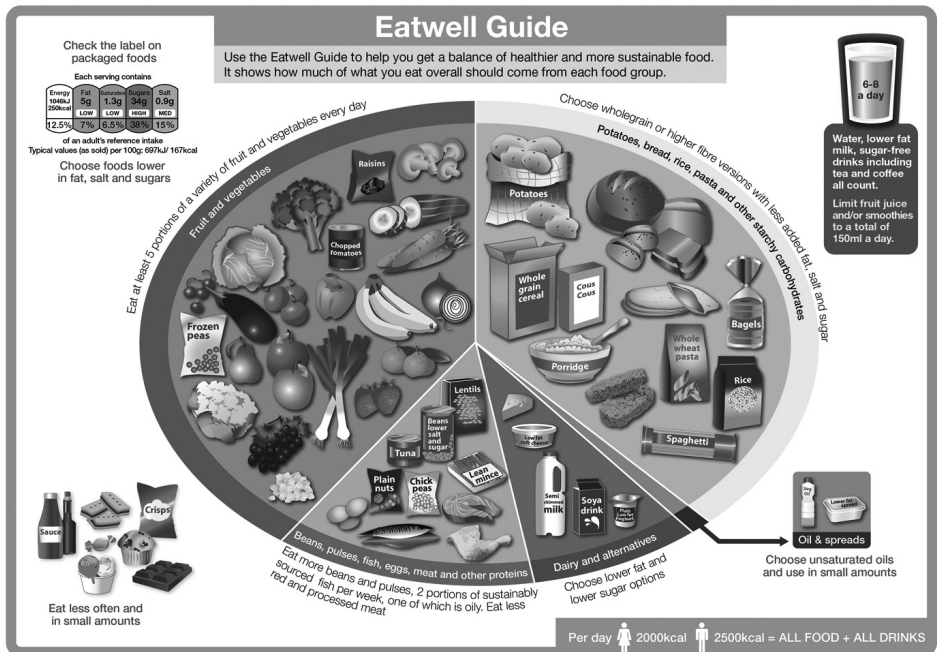 Eatwell Guide
Use the Eatwell Guide to help you get a balance of healthier and more sustainable food.
It shows how much of what you eat overall should come from each food group.
Check the label on
packaged foods
Each serving contains
Energy
1046kJ
250kcal
12.5%
Fat
5g
LOW
7%
Saturates
1.3g
LOW
6.5%
Sugars
34g
HIGH
38%
Salt
0.9g
MED
15%
of an adult's reference intake
Typical values (as sold) per 100g: 697kJ/ 167kcal
Choose foods lower
in fat, salt and sugars
6-8
a day
Water, lower fat
milk, sugar-free
drinks including
tea and coffee
all count.
Limit fruit juice
and/or smoothies
to a total of
150ml a day.
Eat at least 5 portions of a variety of fruit and vegetables every day
Fruit and vegetables
Raisins
Chopped
tomatoes
Frozen
peas
Choose wholegrain or higher fibre versions with less added fat, salt and sugar
Potatoes, bread, rice, pasta and other starchy carbohydrates
Potatoes
Whole
grain
cereal
Cous
Cous
Bagels
Porridge
Whole
wheat
pasta
Rice
Spaghetti
Lentils
Beans
lower
salt
and
sugar
Tuna
Plain
nuts
Chick
peas
Lean
mince
Beans, pulses, fish, eggs, meat and other proteins
Eat more beans and pulses, 2 portions of sustainably
sourced fish per week, one of which is oily. Eat less
red and processed meat
Low fat
soft cheese
Semi
skimmed
milk
Soya
drink
Plain
Low fat
Yoghurt
Dairy and alternatives
Choose lower fat and
lower sugar options
Veg
Oil
Lower fat
spread
Oil & spreads
Choose unsaturated oils
and use in small amounts
Sauce
Crisps
Eat less often and
in small amounts
Per day 2000kcal 2500kcal = ALL FOOD + ALL DRINKS